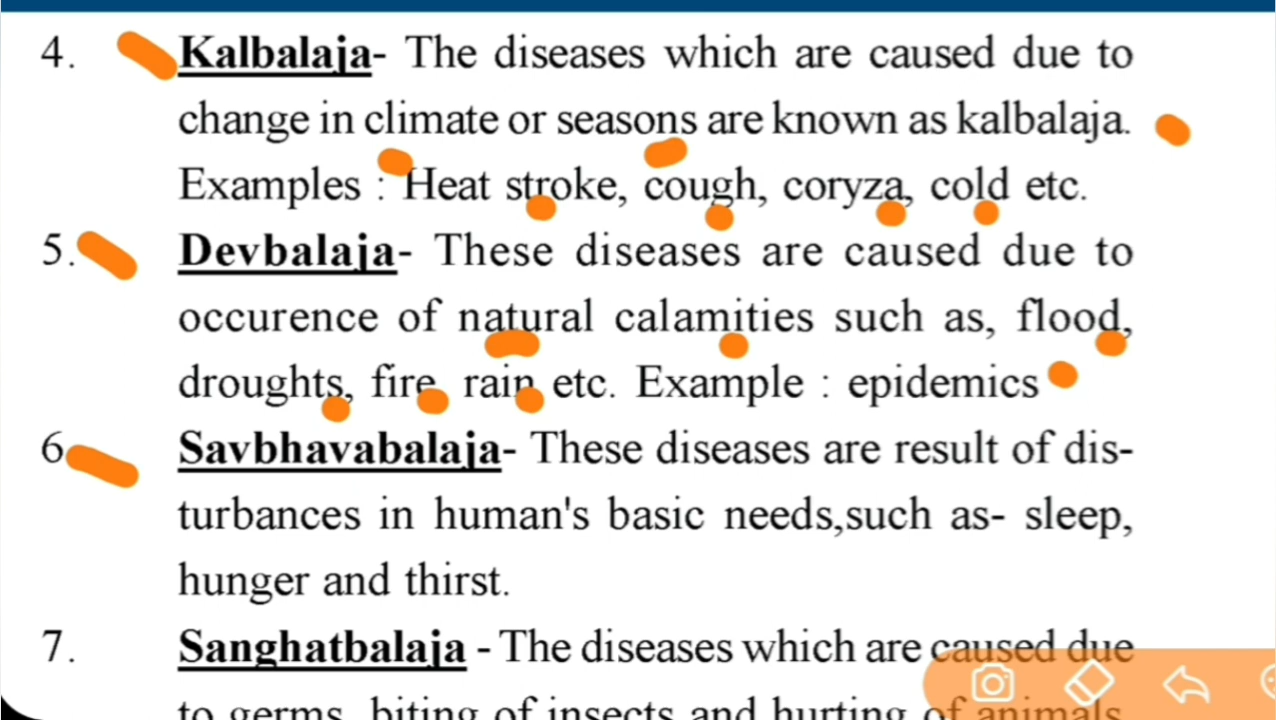 4. Kalbalaja- The diseases which are caused due to
change in climate or seasons are known as kalbalaja.
Examples : Heat stroke, cough, coryza, cold etc.
5. Devbalaja- These diseases are caused due to
occurence of natural calamities such as, flood,
droughts, fire, rain etc. Example : epidemics
6 Savbhavabalaja- These diseases are result of dis-
turbances in human's basic needs,such as- sleep,
hunger and thirst.
7. Sanghatbalaja - The diseases which are caused due
to germs, biting of insects and hurting of animals.